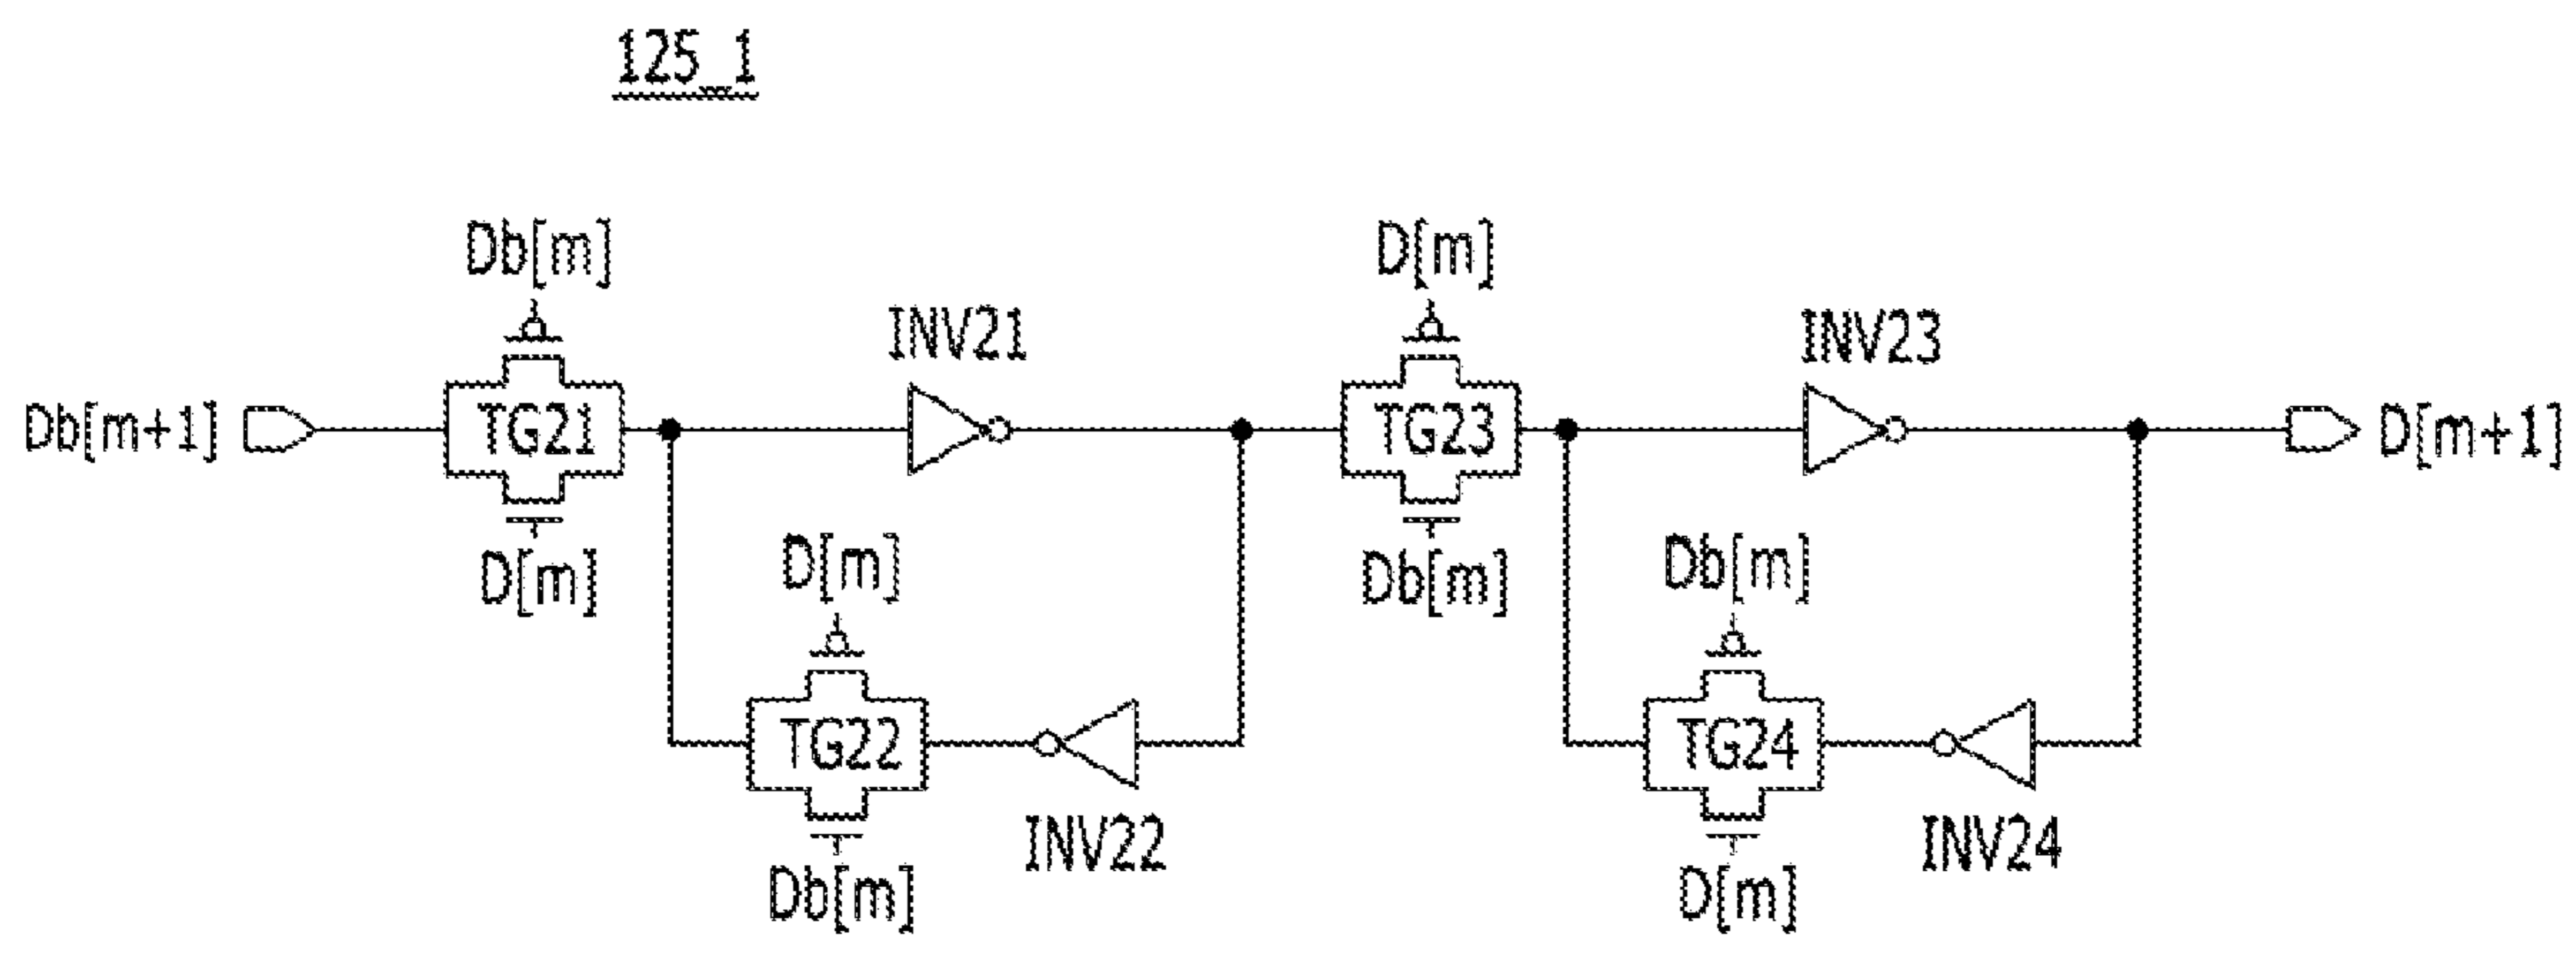 125_1
Db[m]
D[m]
INV21
INV23
Db[m+1]
TG21
TG23
D[m+1]
D[m]
D[m]
Db[m]
Db[m]
TG22
TG24
INV22
INV24
Db[m]
D[m]